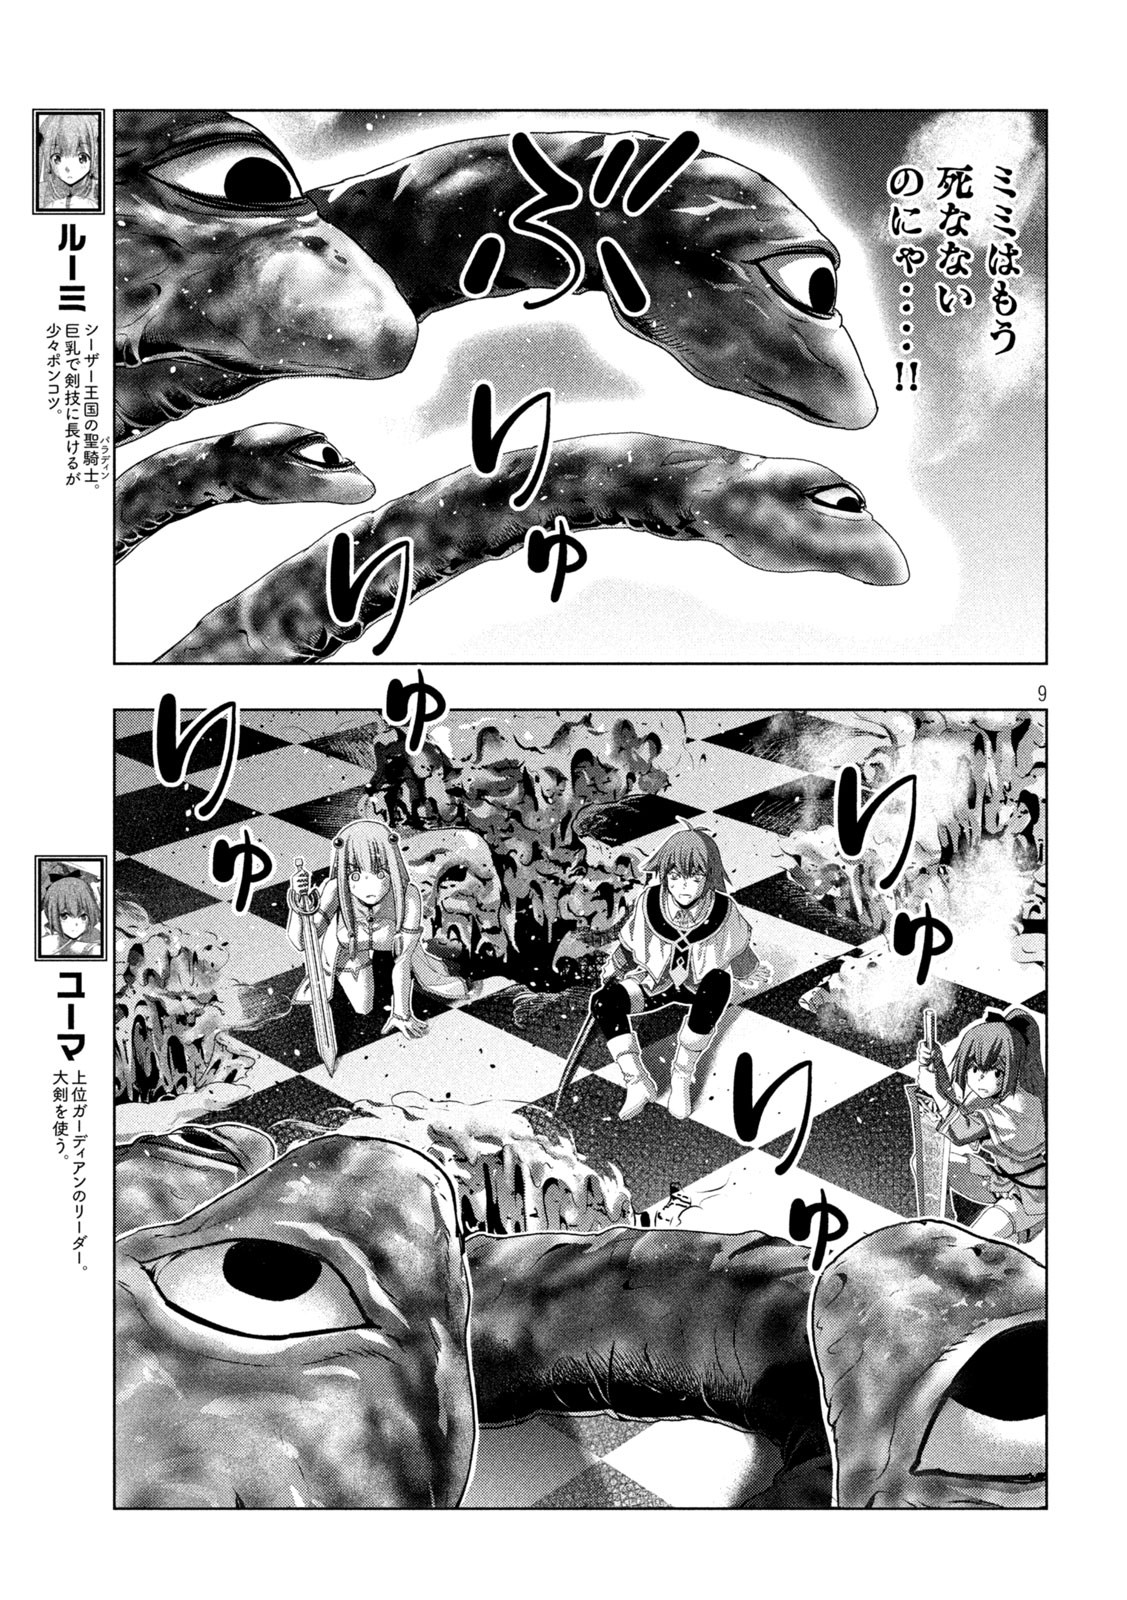 ミミはもう
死なない
のにゃ‥‥‥!!
ぶ
りゅ
りゅ
9
りゅ
りゅ
りゅ
りゅ
ルーミ
シーザー王国の聖騎士。
パラディン
巨乳で剣技に長けるが
少々ポンコツ。
ユーマ
上位ガーディアンのリーダー。
大剣を使う。